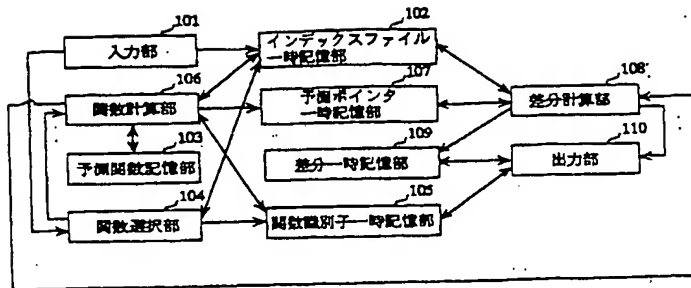 101
入力部
102
インデックスファイル
一時記憶部
106
関数計算部
107
予測ポインタ
一時記憶部
108
差分計算部
103
予測関数記憶部
109
差分一時記憶部
110
出力部
104
関数選択部
105
関数識別子一時記憶部